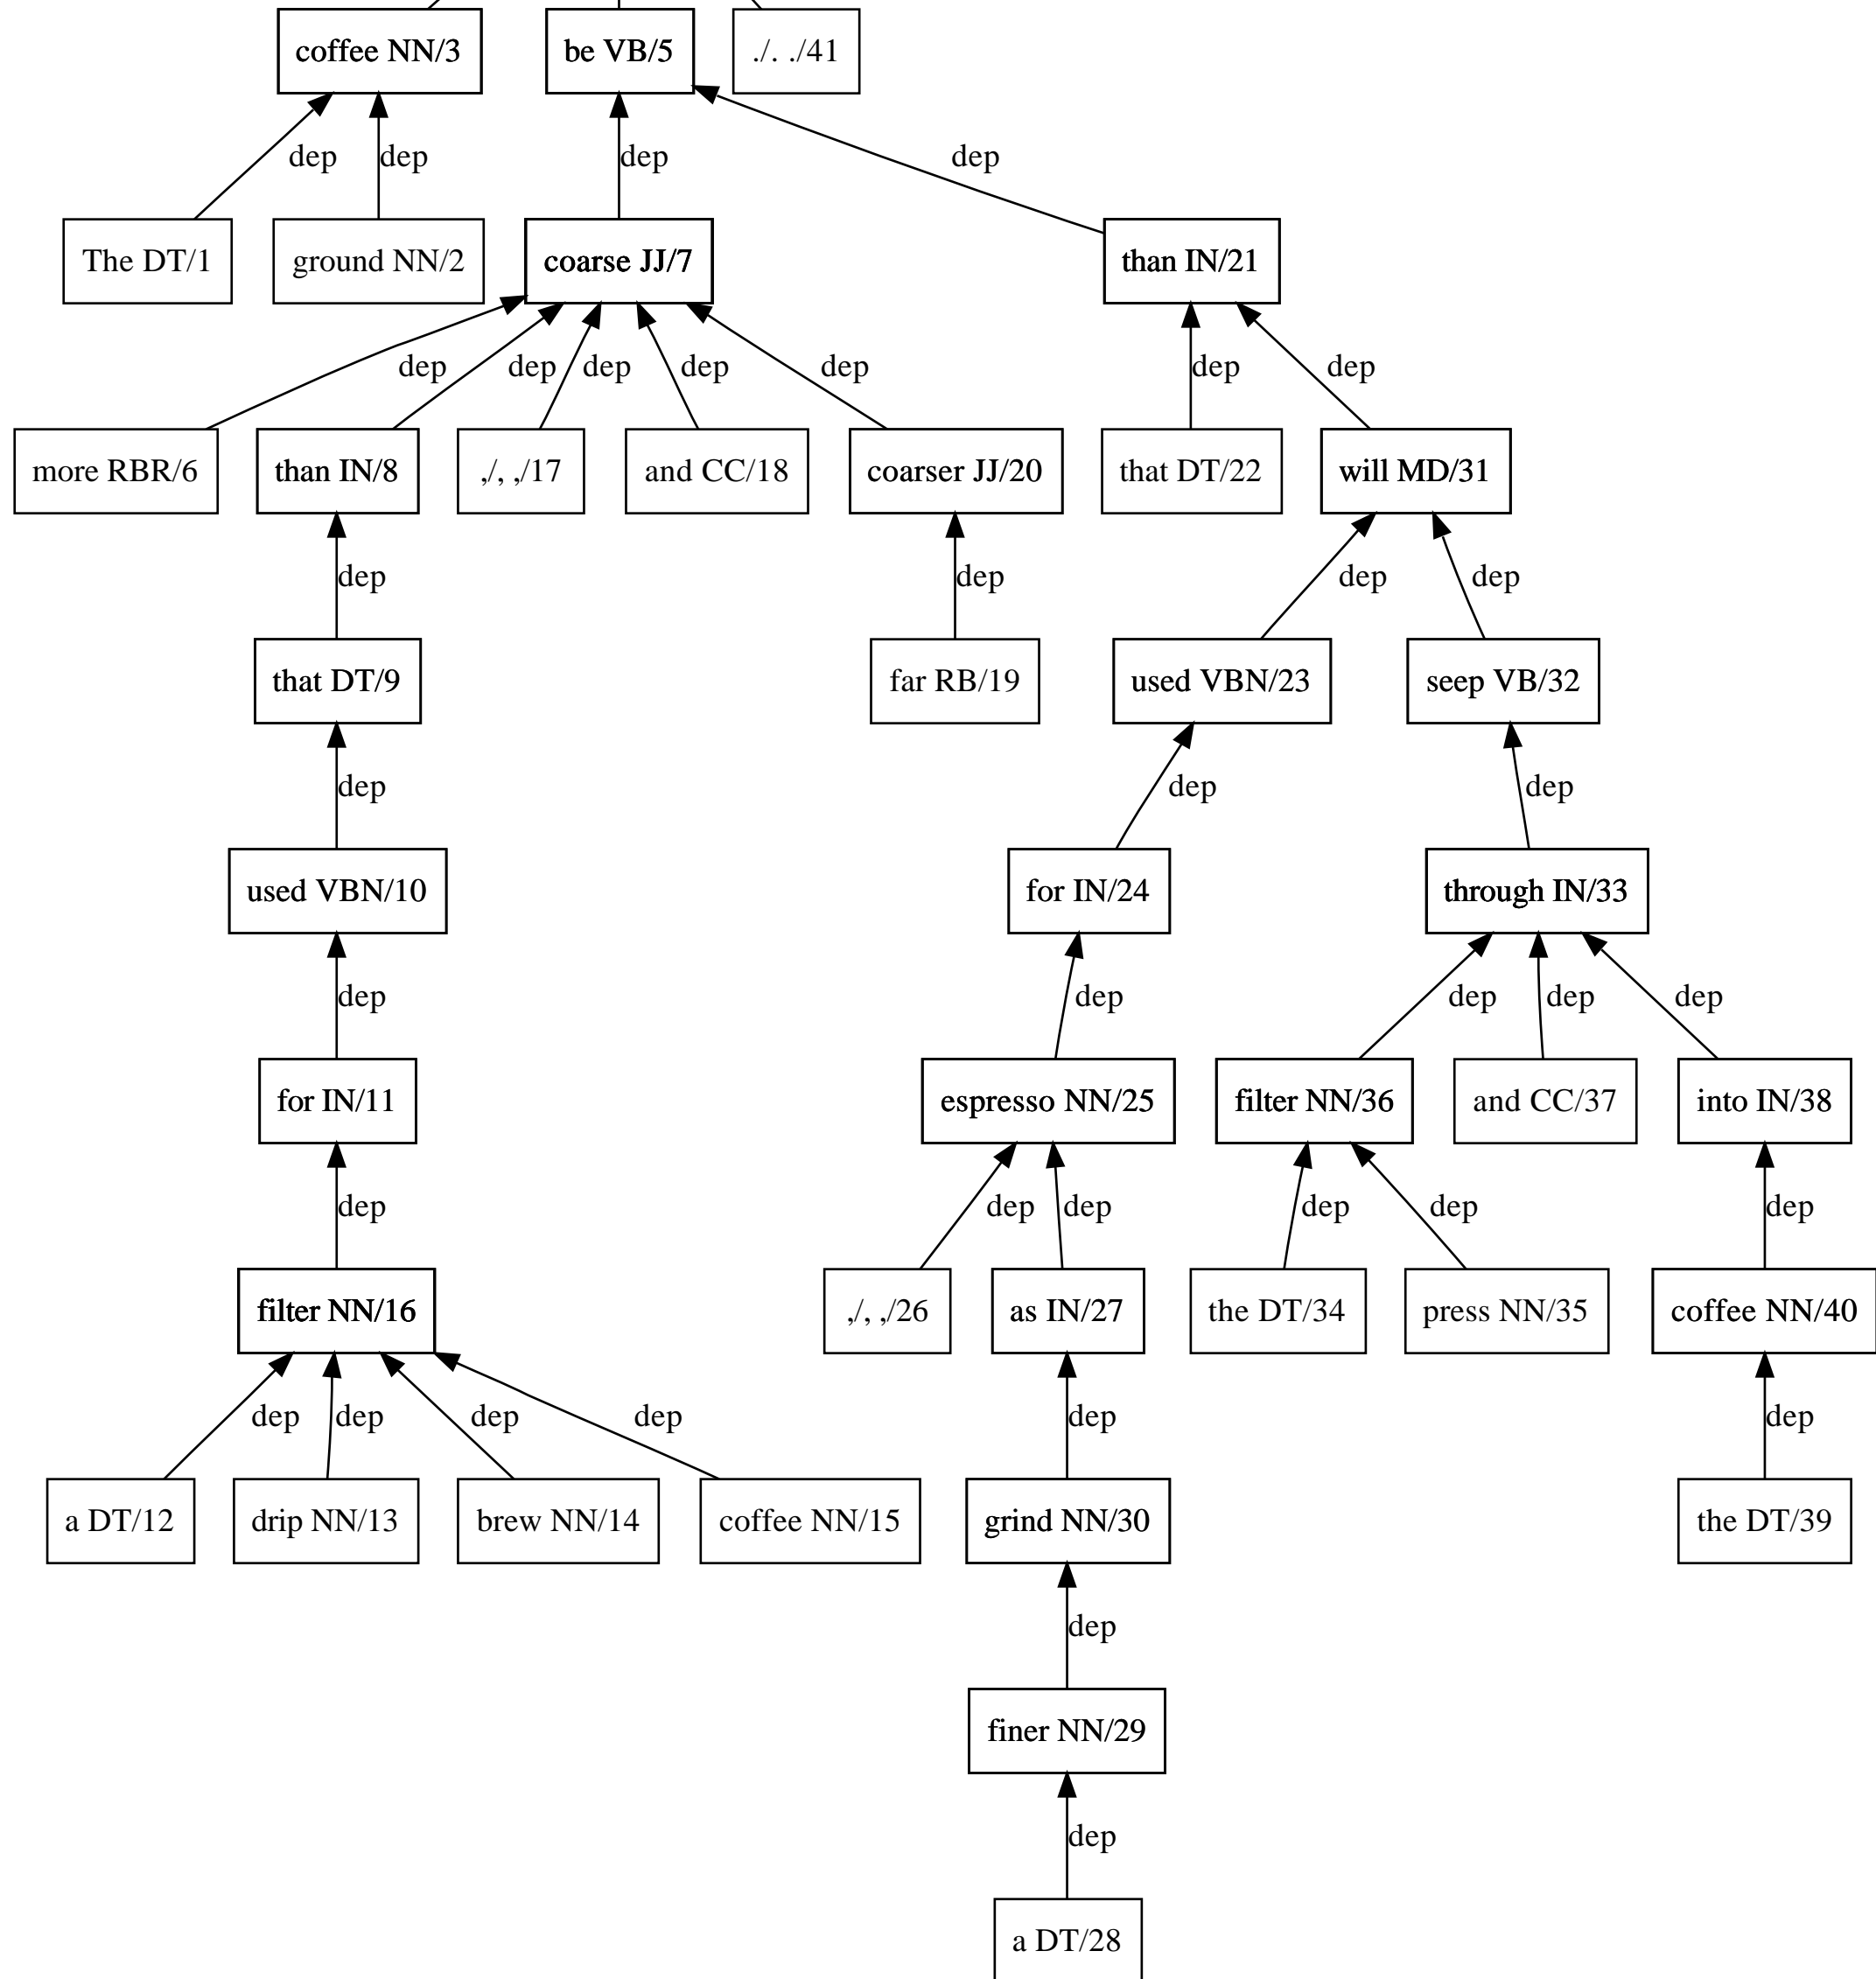 coffee NN/3 be VB/5 ./. ./41
dep dep dep dep
The DT/1 ground NN/2 coarse JJ/7 than IN/21
dep dep dep dep dep dep dep
more RBR/6 than IN/8 ,/, ,/17 and CC/18 coarser JJ/20 that DT/22 will MD/31
dep dep dep dep
that DT/9 far RB/19 used VBN/23 seep VB/32
dep dep dep
used VBN/10 for IN/24 through IN/33
dep dep dep dep dep
for IN/11 espresso NN/25 filter NN/36 and CC/37 into IN/38
dep dep dep dep dep dep
filter NN/16 ,/, ,/26 as IN/27 the DT/34 press NN/35 coffee NN/40
dep dep dep dep dep dep
a DT/12 drip NN/13 brew NN/14 coffee NN/15 grind NN/30 the DT/39
dep
finer NN/29
dep
a DT/28